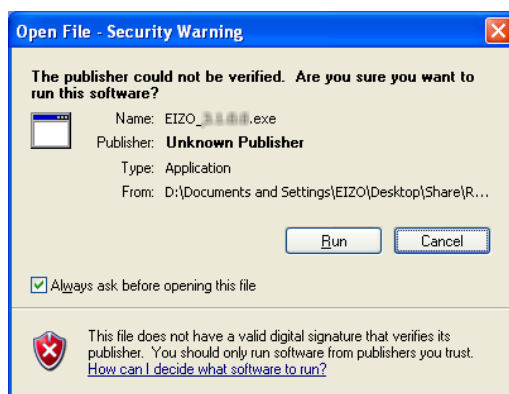 Open File - Security Warning
The publisher could not be verified. Are you sure you want to
run this software?
Name: EIZO_ .exe
Publisher: Unknown Publisher
Type: Application
From: D:\Documents and Settings\EIZO\Desktop\Share\R...
Run Cancel
Always ask before opening this file
This file does not have a valid digital signature that verifies its
publisher. You should only run software from publishers you trust.
How can I decide what software to run?